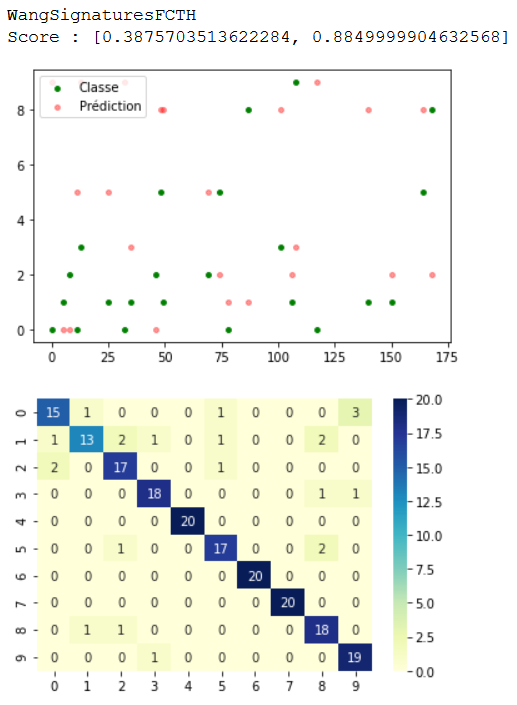 WangSignaturesFCTH
Score : [0.3875703513622284, 0.8849999904632568]
Classe
Prédiction
8
6
4
2
0
0 25 50 75 100 125 150 175
0 15 1 0 0 0 1 0 0 0 3
1 1 13 2 1 0 1 0 0 2 0
2 2 0 17 0 0 1 0 0 0 0
3 0 0 0 18 0 0 0 0 1 1
4 0 0 0 0 20 0 0 0 0 0
5 0 0 1 0 0 17 0 0 2 0
6 0 0 0 0 0 0 20 0 0 0
7 0 0 0 0 0 0 0 20 0 0
8 0 1 1 0 0 0 0 0 18 0
9 0 0 0 1 0 0 0 0 0 19
0 1 2 3 4 5 6 7 8 9
20.0
17.5
15.0
12.5
10.0
7.5
5.0
2.5
0.0